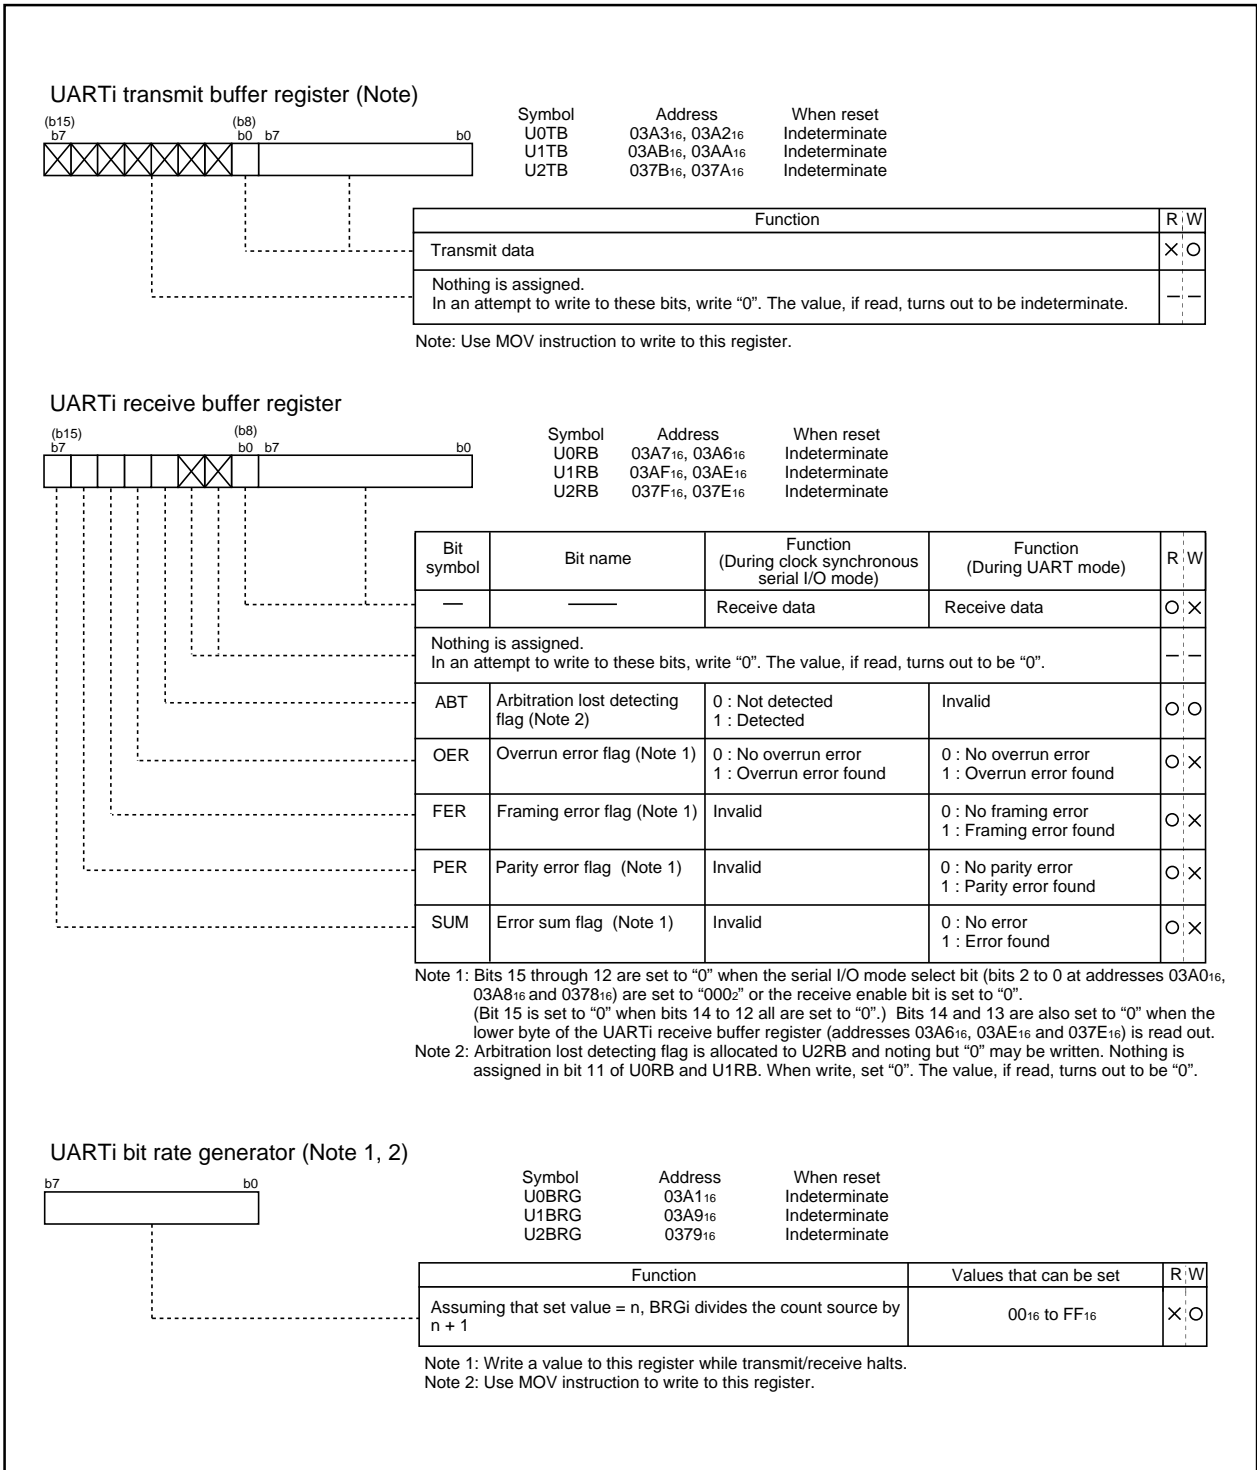 UARTi transmit buffer register (Note)
(b15) (b8)
b7 b0 b7 b0
Symbol Address When reset
U0TB 03A3₁₆, 03A2₁₆ Indeterminate
U1TB 03AB₁₆, 03AA₁₆ Indeterminate
U2TB 037B₁₆, 037A₁₆ Indeterminate
Function R W
Transmit data X O
Nothing is assigned.
In an attempt to write to these bits, write “0”. The value, if read, turns out to be indeterminate. — —
Note: Use MOV instruction to write to this register.
UARTi receive buffer register
(b15) (b8)
b7 b0 b7 b0
Symbol Address When reset
U0RB 03A7₁₆, 03A6₁₆ Indeterminate
U1RB 03AF₁₆, 03AE₁₆ Indeterminate
U2RB 037F₁₆, 037E₁₆ Indeterminate
Bit symbol Bit name Function (During clock synchronous serial I/O mode) Function (During UART mode) R W
— — Receive data Receive data O X
Nothing is assigned.
In an attempt to write to these bits, write “0”. The value, if read, turns out to be “0”. — —
ABT Arbitration lost detecting flag (Note 2) 0 : Not detected 1 : Detected Invalid O O
OER Overrun error flag (Note 1) 0 : No overrun error 1 : Overrun error found 0 : No overrun error 1 : Overrun error found O X
FER Framing error flag (Note 1) Invalid 0 : No framing error 1 : Framing error found O X
PER Parity error flag (Note 1) Invalid 0 : No parity error 1 : Parity error found O X
SUM Error sum flag (Note 1) Invalid 0 : No error 1 : Error found O X
Note 1: Bits 15 through 12 are set to “0” when the serial I/O mode select bit (bits 2 to 0 at addresses 03A0₁₆,
03A8₁₆ and 0378₁₆) are set to “000₂” or the receive enable bit is set to “0”.
(Bit 15 is set to “0” when bits 14 to 12 all are set to “0”.) Bits 14 and 13 are also set to “0” when the
lower byte of the UARTi receive buffer register (addresses 03A6₁₆, 03AE₁₆ and 037E₁₆) is read out.
Note 2: Arbitration lost detecting flag is allocated to U2RB and noting but “0” may be written. Nothing is
assigned in bit 11 of U0RB and U1RB. When write, set “0”. The value, if read, turns out to be “0”.
UARTi bit rate generator (Note 1, 2)
b7 b0
Symbol Address When reset
U0BRG 03A1₁₆ Indeterminate
U1BRG 03A9₁₆ Indeterminate
U2BRG 0379₁₆ Indeterminate
Function Values that can be set R W
Assuming that set value = n, BRGi divides the count source by
n + 1 00₁₆ to FF₁₆ X O
Note 1: Write a value to this register while transmit/receive halts.
Note 2: Use MOV instruction to write to this register.